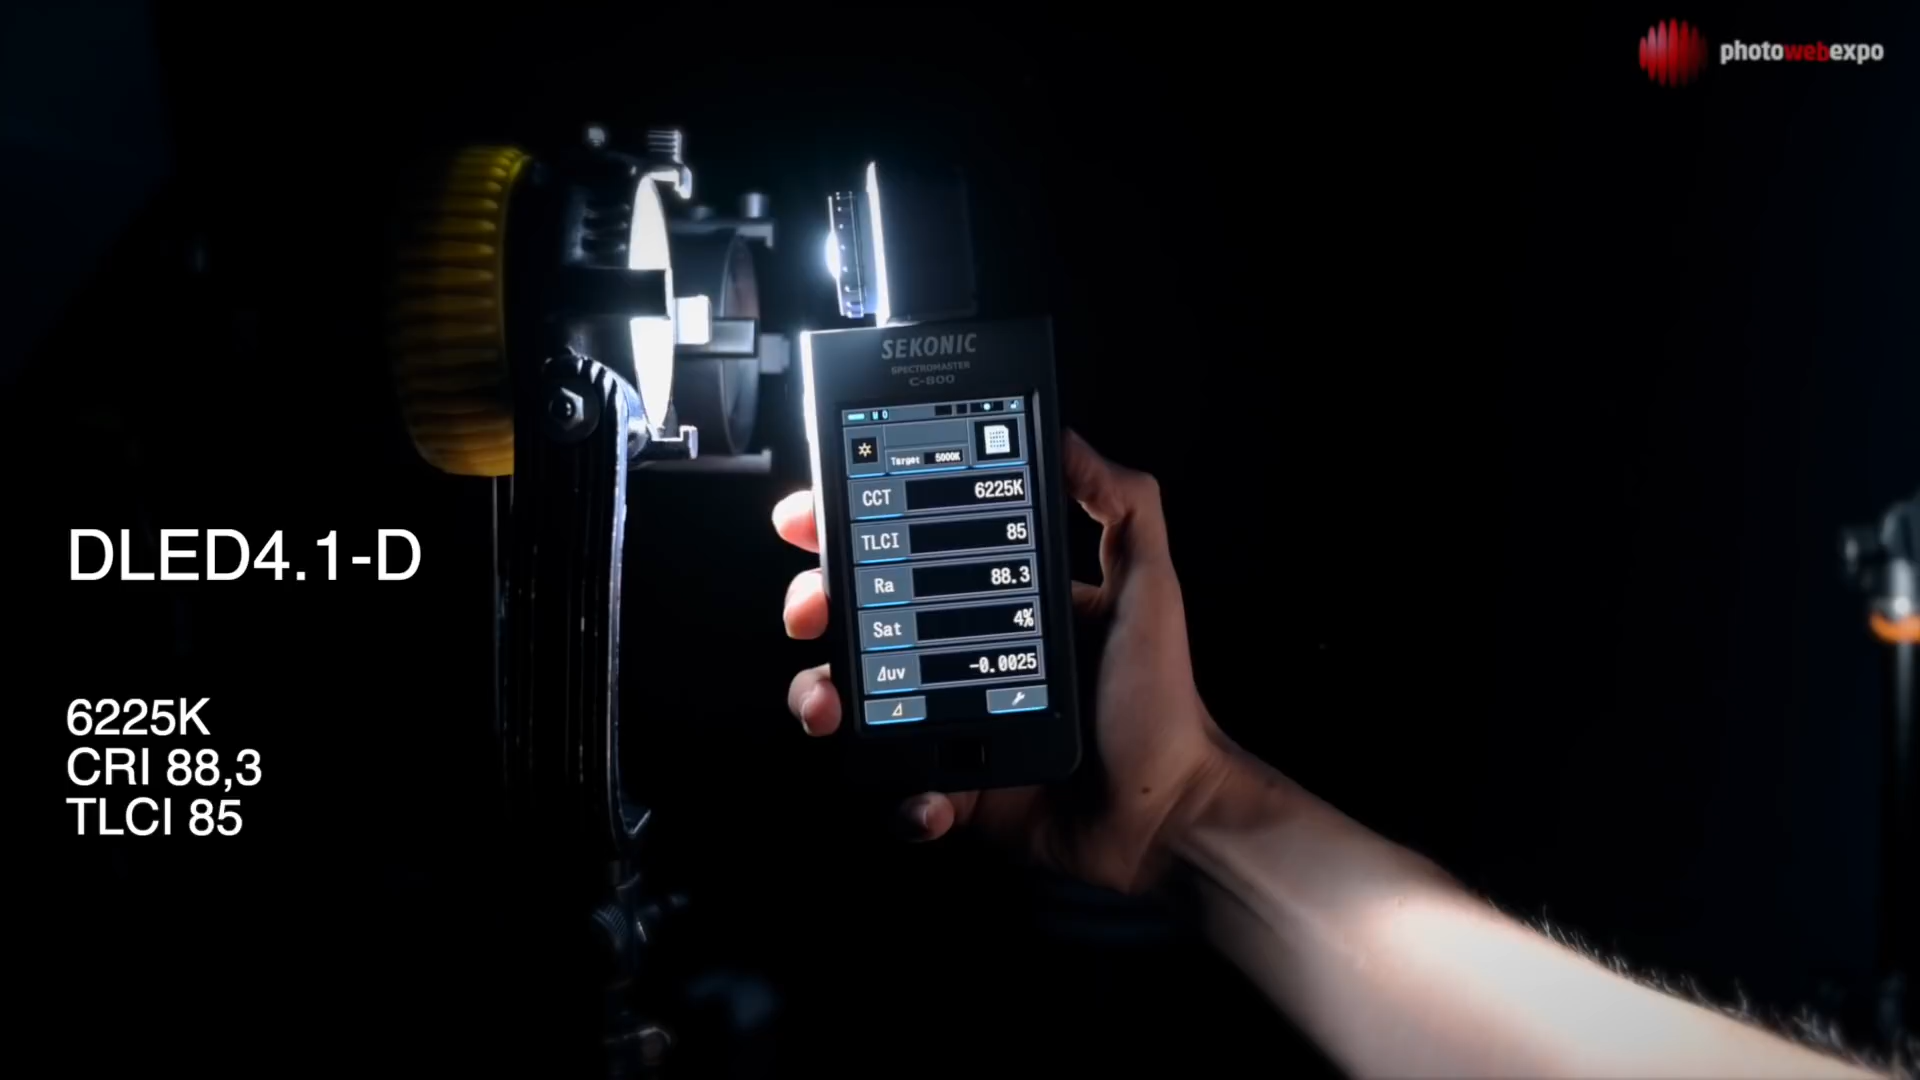 photowebexpo
SEKONIC
SPECTROMASTER
C-800
M 0
Target 5000K
CCT 6225K
TLCI 85
Ra 88.3
Sat 4%
Δuv -0.0025
DLED4.1-D
6225K
CRI 88,3
TLCI 85